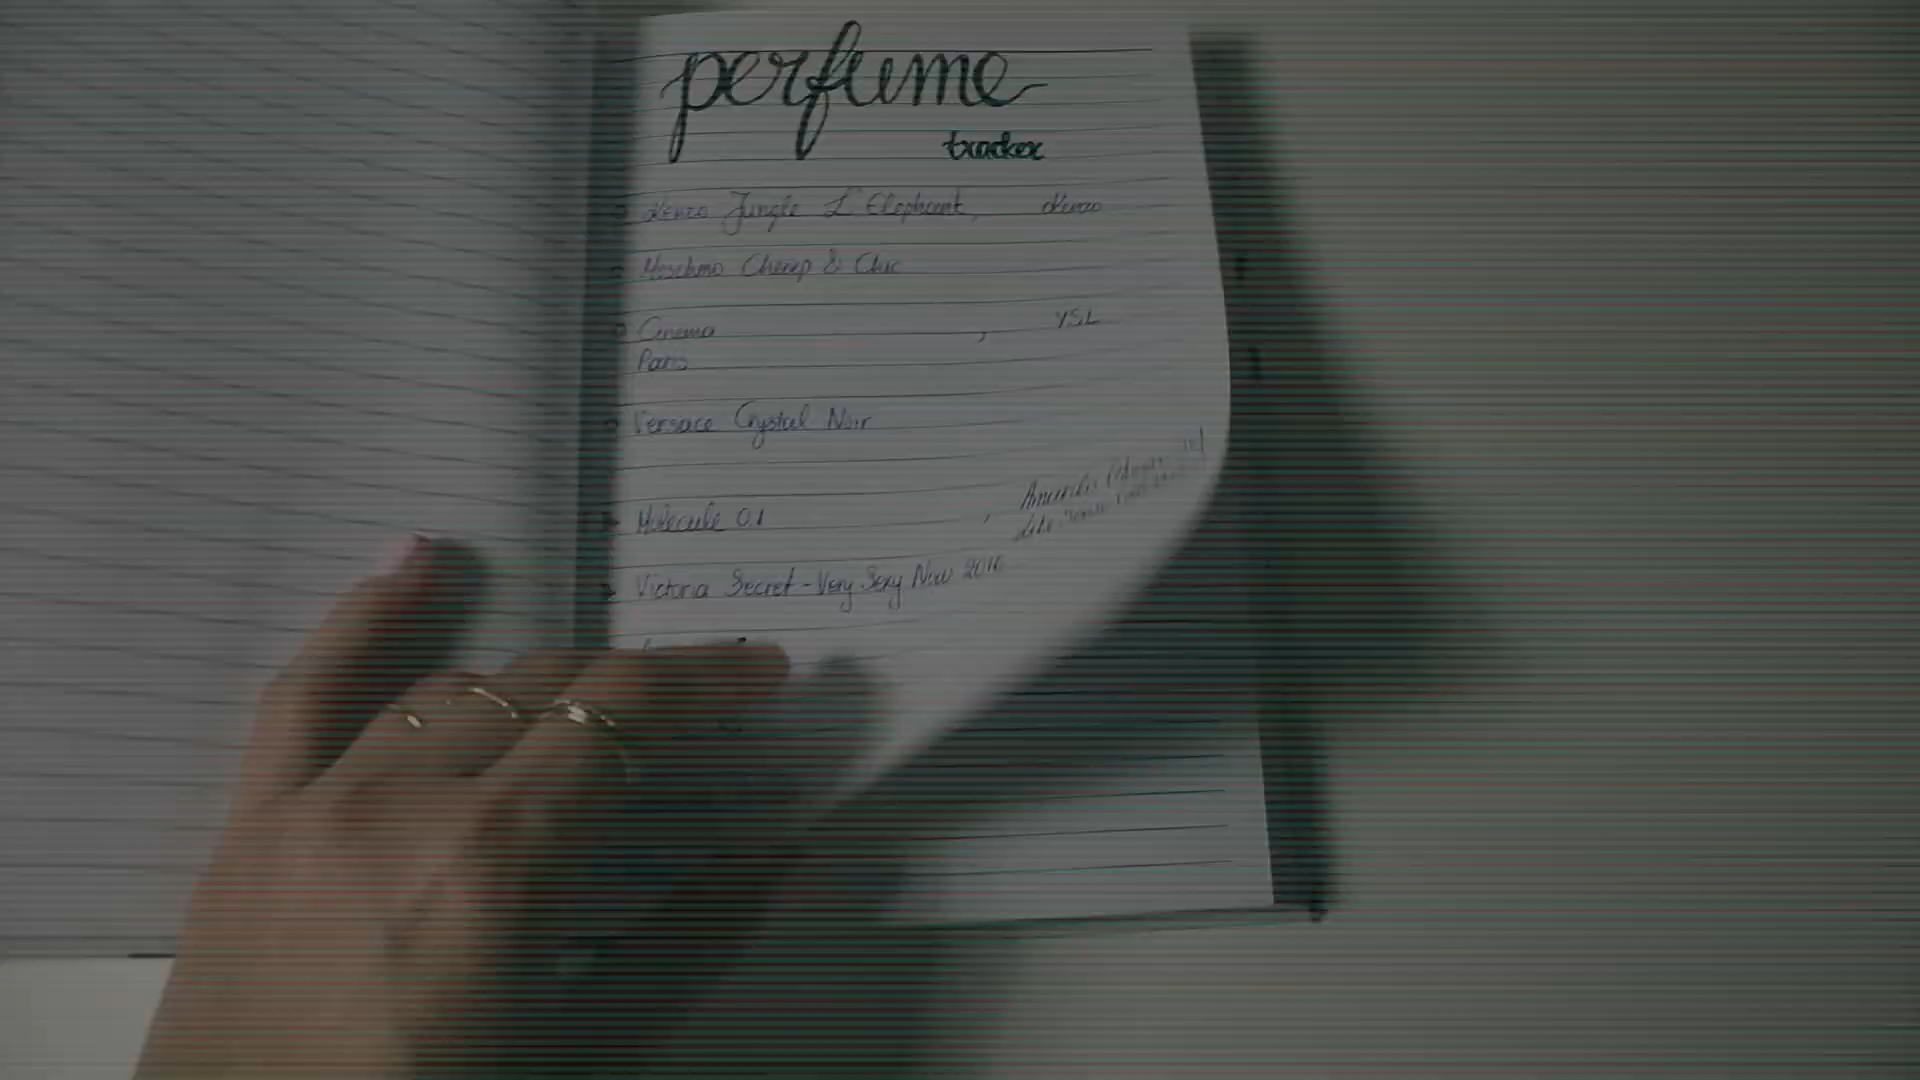 perfume
tracker
Kenzo Jungle L'Elephant, Kenzo
Moschino Cheap & Chic
Cinema , YSL
Paris
Versace Crystal Noir
Molecule 01 ,
Victoria Secret - Very Sexy Now 2016